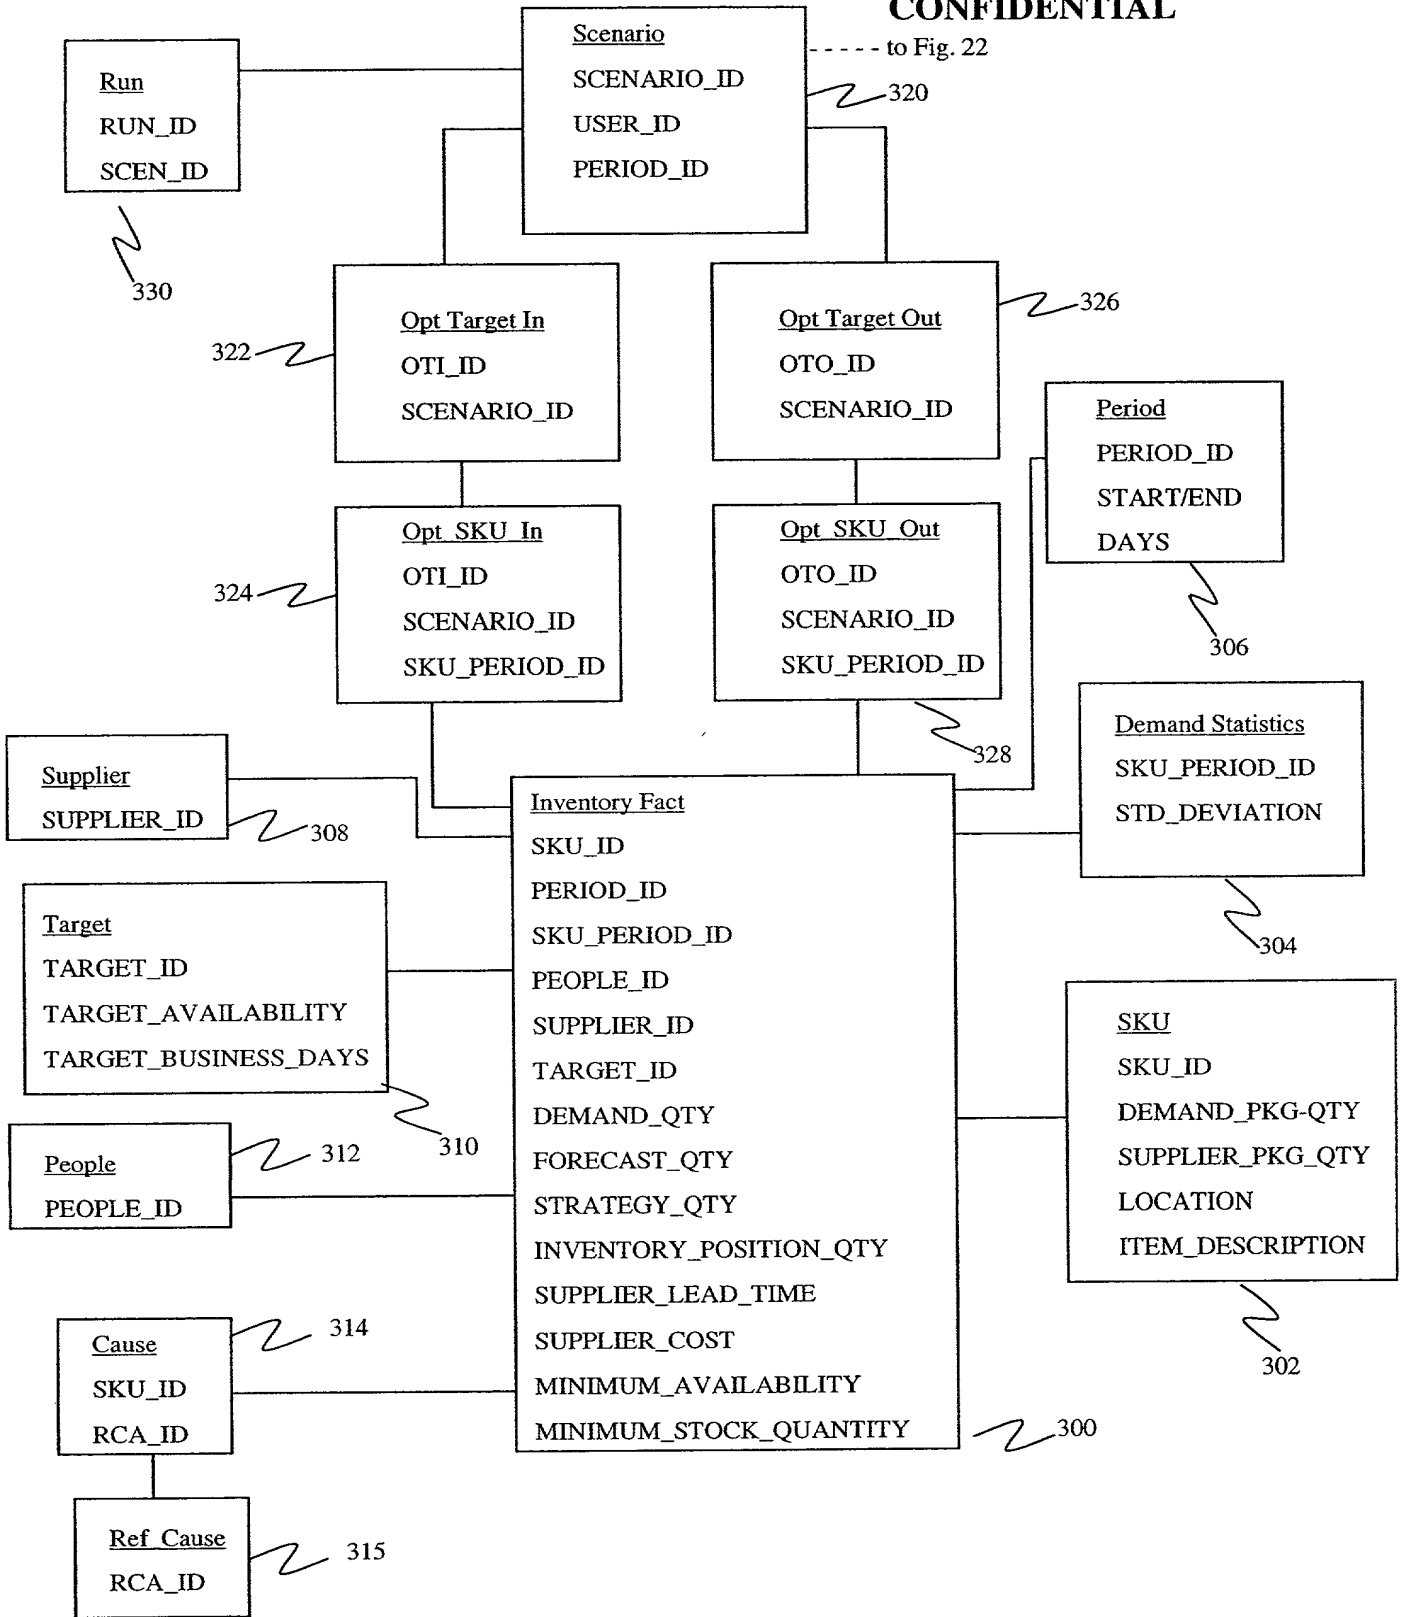 CONFIDENTIAL
Scenario
SCENARIO_ID
USER_ID
PERIOD_ID
to Fig. 22
320
Run
RUN_ID
SCEN_ID
330
Opt Target In
OTI_ID
SCENARIO_ID
322
Opt Target Out
OTO_ID
SCENARIO_ID
326
Period
PERIOD_ID
START/END
DAYS
306
Opt_SKU_In
OTI_ID
SCENARIO_ID
SKU_PERIOD_ID
324
Opt_SKU_Out
OTO_ID
SCENARIO_ID
SKU_PERIOD_ID
328
Demand Statistics
SKU_PERIOD_ID
STD_DEVIATION
304
Supplier
SUPPLIER_ID
308
Inventory Fact
SKU_ID
PERIOD_ID
SKU_PERIOD_ID
PEOPLE_ID
SUPPLIER_ID
TARGET_ID
DEMAND_QTY
FORECAST_QTY
STRATEGY_QTY
INVENTORY_POSITION_QTY
SUPPLIER_LEAD_TIME
SUPPLIER_COST
MINIMUM_AVAILABILITY
MINIMUM_STOCK_QUANTITY
300
Target
TARGET_ID
TARGET_AVAILABILITY
TARGET_BUSINESS_DAYS
310
SKU
SKU_ID
DEMAND_PKG-QTY
SUPPLIER_PKG_QTY
LOCATION
ITEM_DESCRIPTION
302
People
PEOPLE_ID
312
Cause
SKU_ID
RCA_ID
314
Ref_Cause
RCA_ID
315